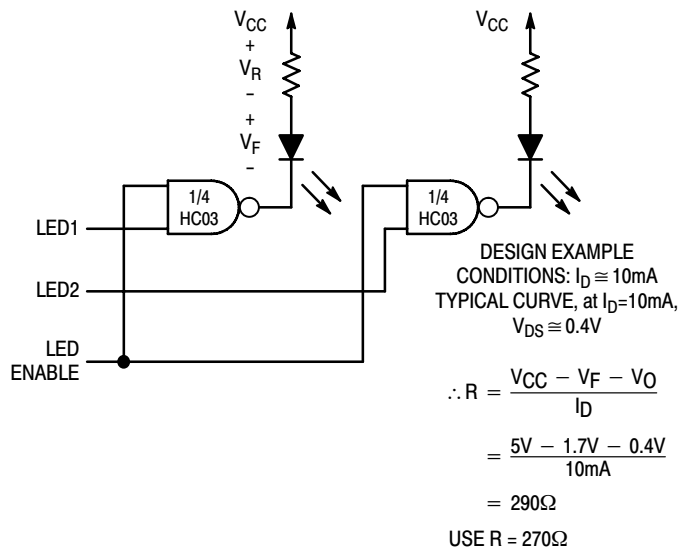 VCC
+
VR
–
+
VF
–
1/4
HC03
LED1
LED2
LED
ENABLE
VCC
1/4
HC03
DESIGN EXAMPLE
CONDITIONS: ID ≅ 10mA
TYPICAL CURVE, at ID=10mA,
VDS ≅ 0.4V
∴ R = VCC – VF – VO
ID
= 5V – 1.7V – 0.4V
10mA
= 290Ω
USE R = 270Ω